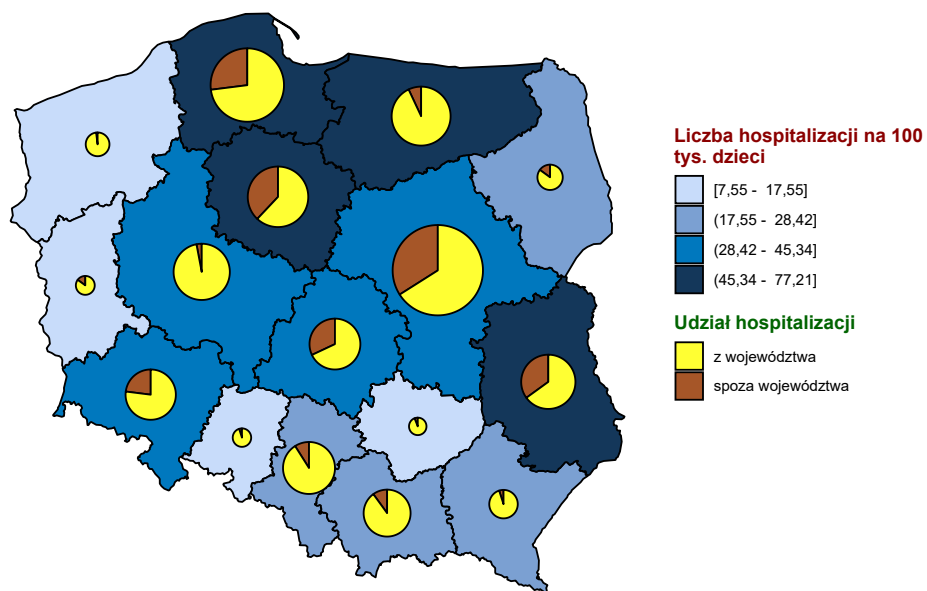 Liczba hospitalizacji na 100
tys. dzieci
[7,55 - 17,55]
(17,55 - 28,42]
(28,42 - 45,34]
(45,34 - 77,21]
Udział hospitalizacji
z województwa
spoza województwa